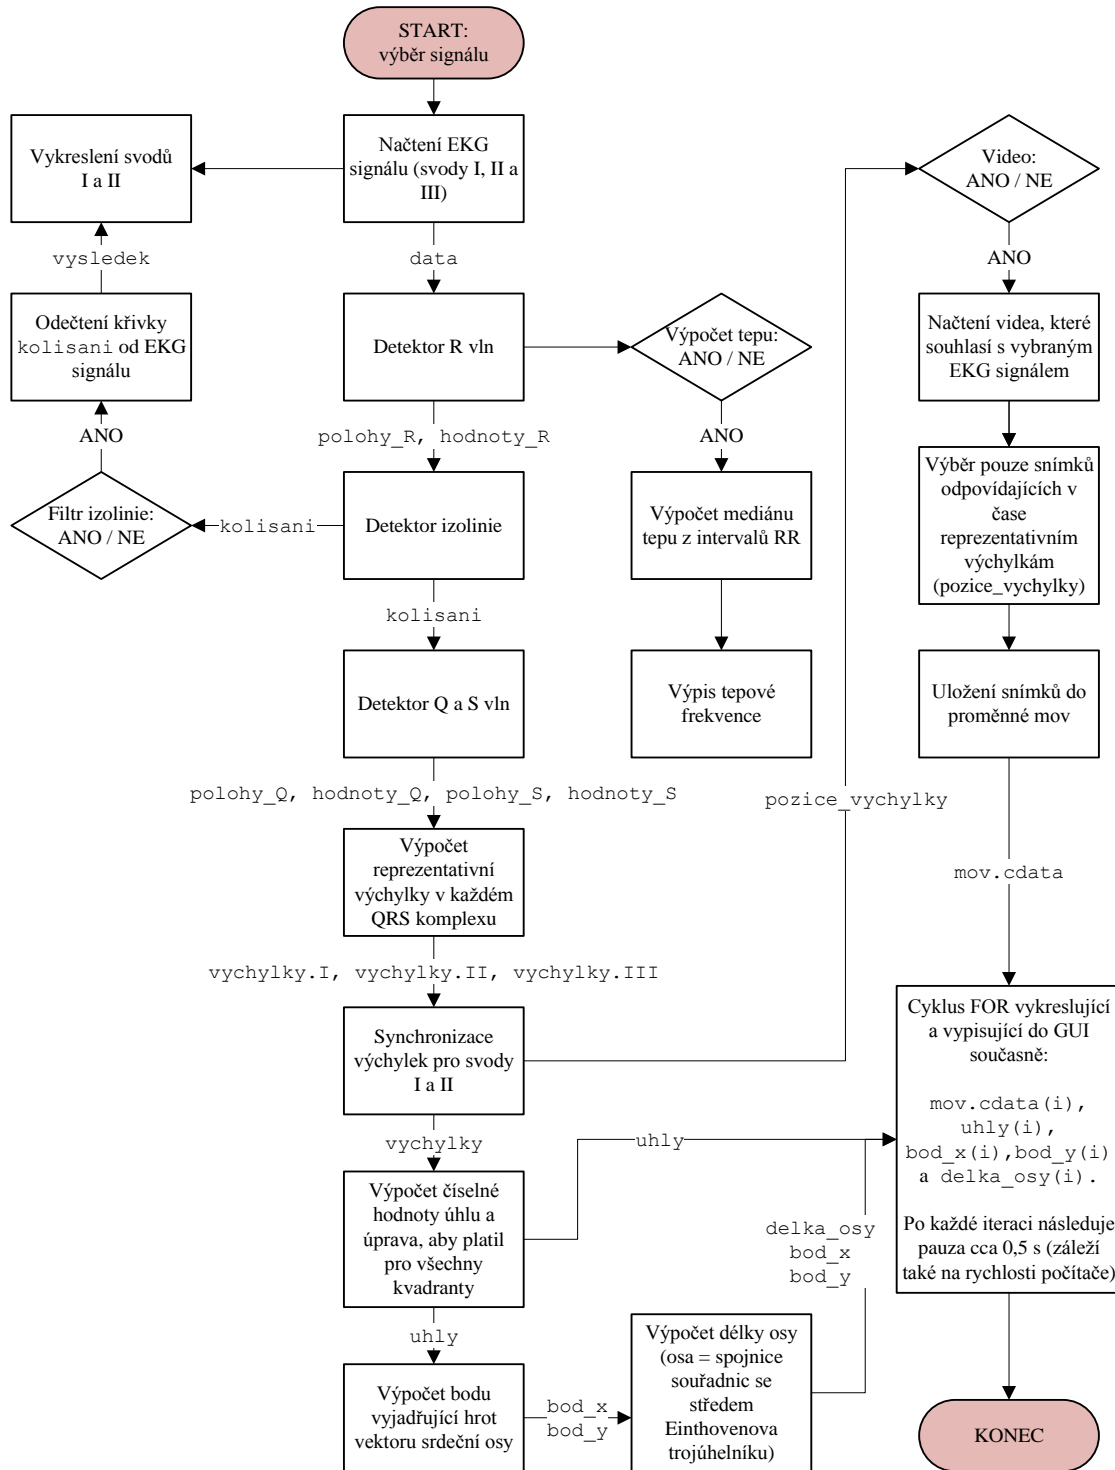 START:
výběr signálu
Vykreslení svodů
I a II
Načtení EKG
signálu (svody I, II a
III)
Video:
ANO / NE
vysledek
data
ANO
Odečtení křivky
kolisani od EKG
signálu
Detektor R vln
Výpočet tepu:
ANO / NE
Načtení videa, které
souhlasí s vybraným
EKG signálem
ANO
polohy_R, hodnoty_R
ANO
Filtr izolinie:
ANO / NE
kolisani
Detektor izolinie
Výpočet mediánu
tepu z intervalů RR
Výběr pouze snímků
odpovídajících v
čase
reprezentativním
výchylkám
(pozice_vychylky)
kolisani
Detektor Q a S vln
Výpis tepové
frekvence
Uložení snímků do
proměnné mov
polohy_Q, hodnoty_Q, polohy_S, hodnoty_S
pozice_vychylky
Výpočet
reprezentativní
výchylky v každém
QRS komplexu
mov.cdata
vychylky.I, vychylky.II, vychylky.III
Synchronizace
výchylek pro svody
I a II
Cyklus FOR vykreslující
a vypisující do GUI
současně:
mov.cdata(i),
uhly(i),
bod_x(i),bod_y(i)
a delka_osy(i).
Po každé iteraci následuje
pauza cca 0,5 s (záleží
také na rychlosti počítače)
vychylky
uhly
Výpočet číselné
hodnoty úhlu a
úprava, aby platil
pro všechny
kvadranty
delka_osy
bod_x
bod_y
uhly
Výpočet bodu
vyjadřující hrot
vektoru srdeční osy
bod_x
bod_y
Výpočet délky osy
(osa = spojnice
souřadnic se
středem
Einthovenova
trojúhelníku)
KONEC